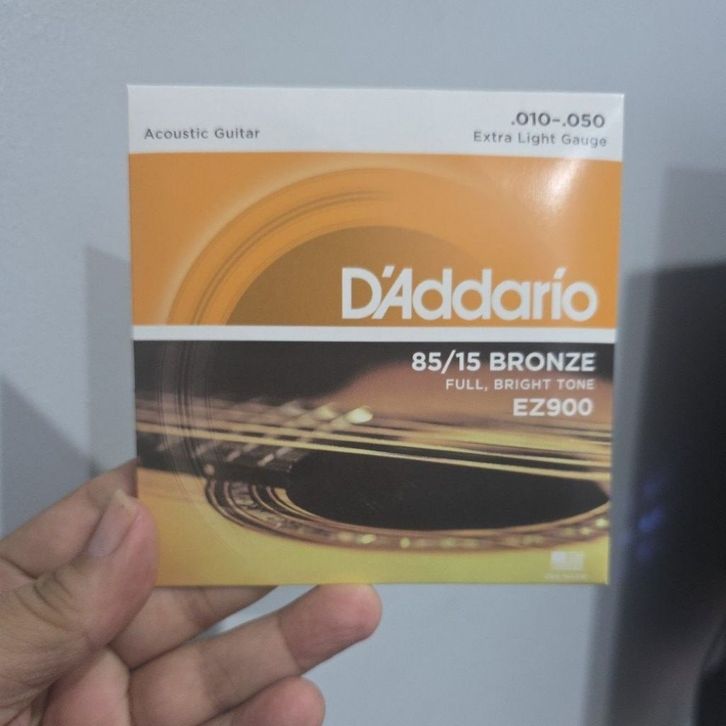 Acoustic Guitar
.010–.050
Extra Light Gauge
D'Addario
85/15 BRONZE
FULL, BRIGHT TONE
EZ900